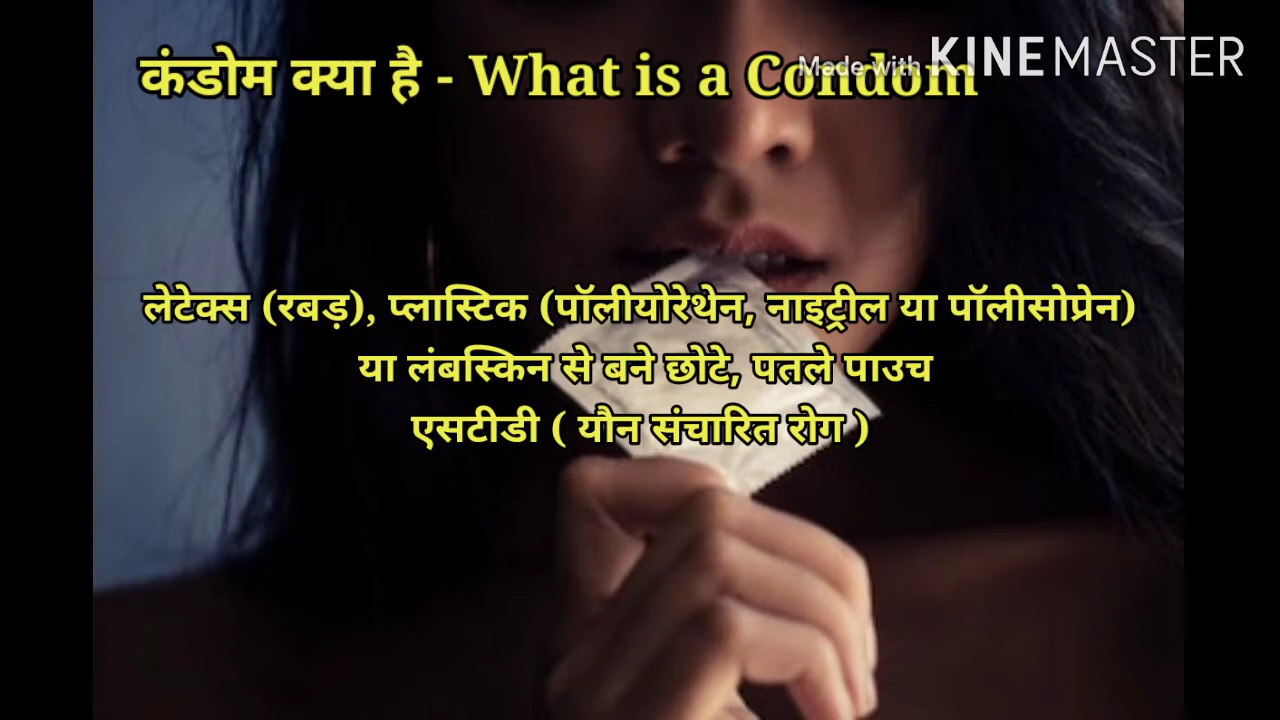 कंडोम क्या है - What is a Condom
Made with KINEMASTER
लेटेक्स (रबड़), प्लास्टिक (पॉलीयोरेथेन, नाइट्रील या पॉलीसोप्रेन)
या लंबस्किन से बने छोटे, पतले पाउच
एसटीडी ( यौन संचारित रोग )